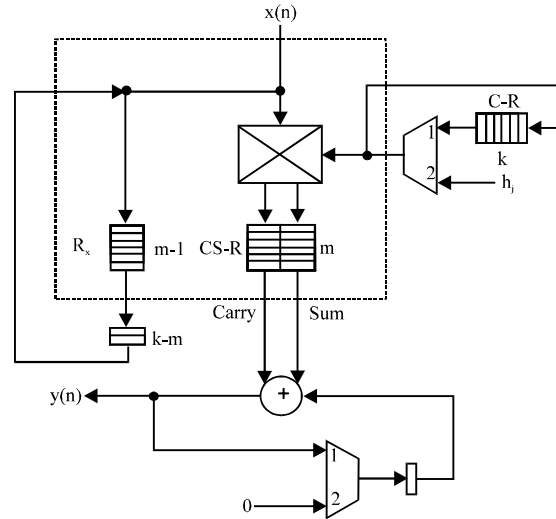 x(n)
C-R
1
k
2
h_j
R_x
m-1
CS-R
m
Carry
Sum
k-m
y(n)
+
1
0
2